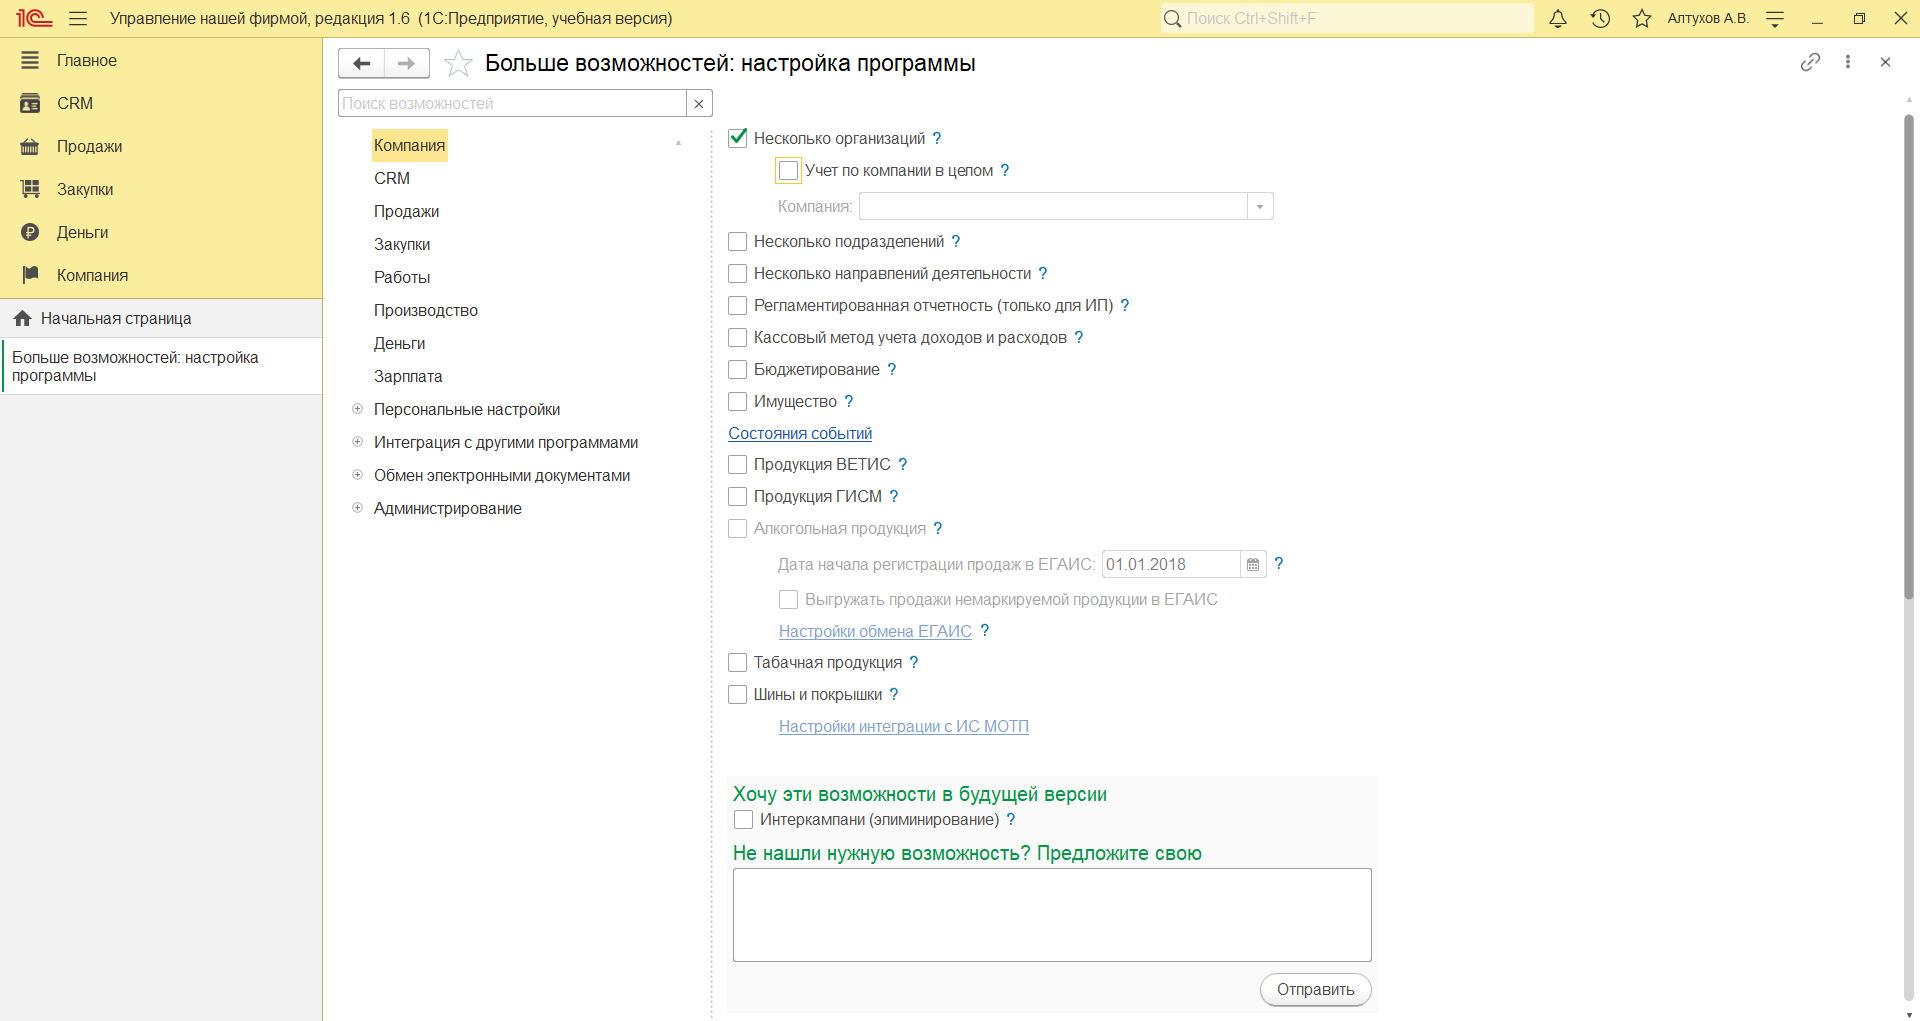 1С Управление нашей фирмой, редакция 1.6 (1С:Предприятие, учебная версия)
Поиск Ctrl+Shift+F
Алтухов А.В.
Главное
CRM
Продажи
Закупки
Деньги
Компания
Начальная страница
Больше возможностей: настройка
программы
Больше возможностей: настройка программы
Поиск возможностей
Компания
CRM
Продажи
Закупки
Работы
Производство
Деньги
Зарплата
Персональные настройки
Интеграция с другими программами
Обмен электронными документами
Администрирование
Несколько организаций ?
Учет по компании в целом ?
Компания:
Несколько подразделений ?
Несколько направлений деятельности ?
Регламентированная отчетность (только для ИП) ?
Кассовый метод учета доходов и расходов ?
Бюджетирование ?
Имущество ?
Состояния событий
Продукция ВЕТИС ?
Продукция ГИСМ ?
Алкогольная продукция ?
Дата начала регистрации продаж в ЕГАИС: 01.01.2018 ?
Выгружать продажи немаркируемой продукции в ЕГАИС
Настройки обмена ЕГАИС ?
Табачная продукция ?
Шины и покрышки ?
Настройки интеграции с ИС МОТП
Хочу эти возможности в будущей версии
Интеркампани (элиминирование) ?
Не нашли нужную возможность? Предложите свою
Отправить